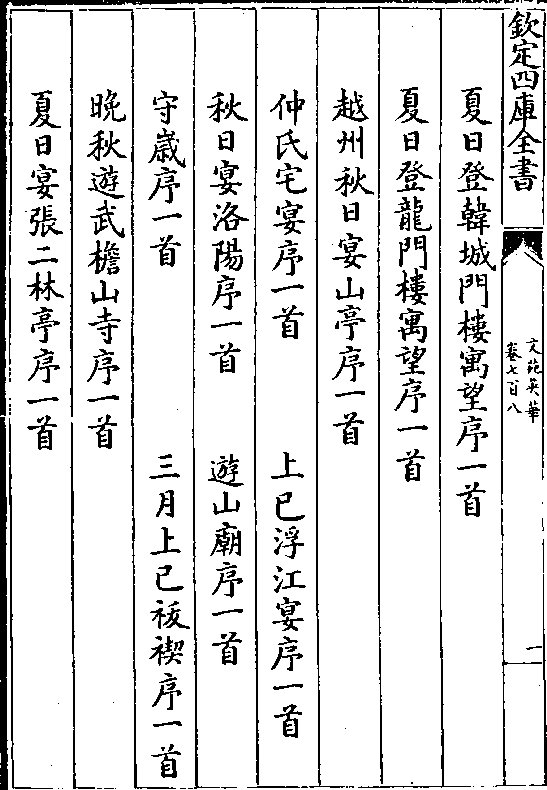 欽定四庫全書
文苑英華
卷七百八
一
夏日登韓城門樓寓望序一首
夏日登龍門樓寓望序一首
越州秋日宴山亭序一首
仲氏宅宴序一首 上巳浮江宴序一首
秋日宴洛陽序一首 遊山廟序一首
守歲序一首 三月上巳祓禊序一首
晚秋遊武檐山寺序一首
夏日宴張二林亭序一首